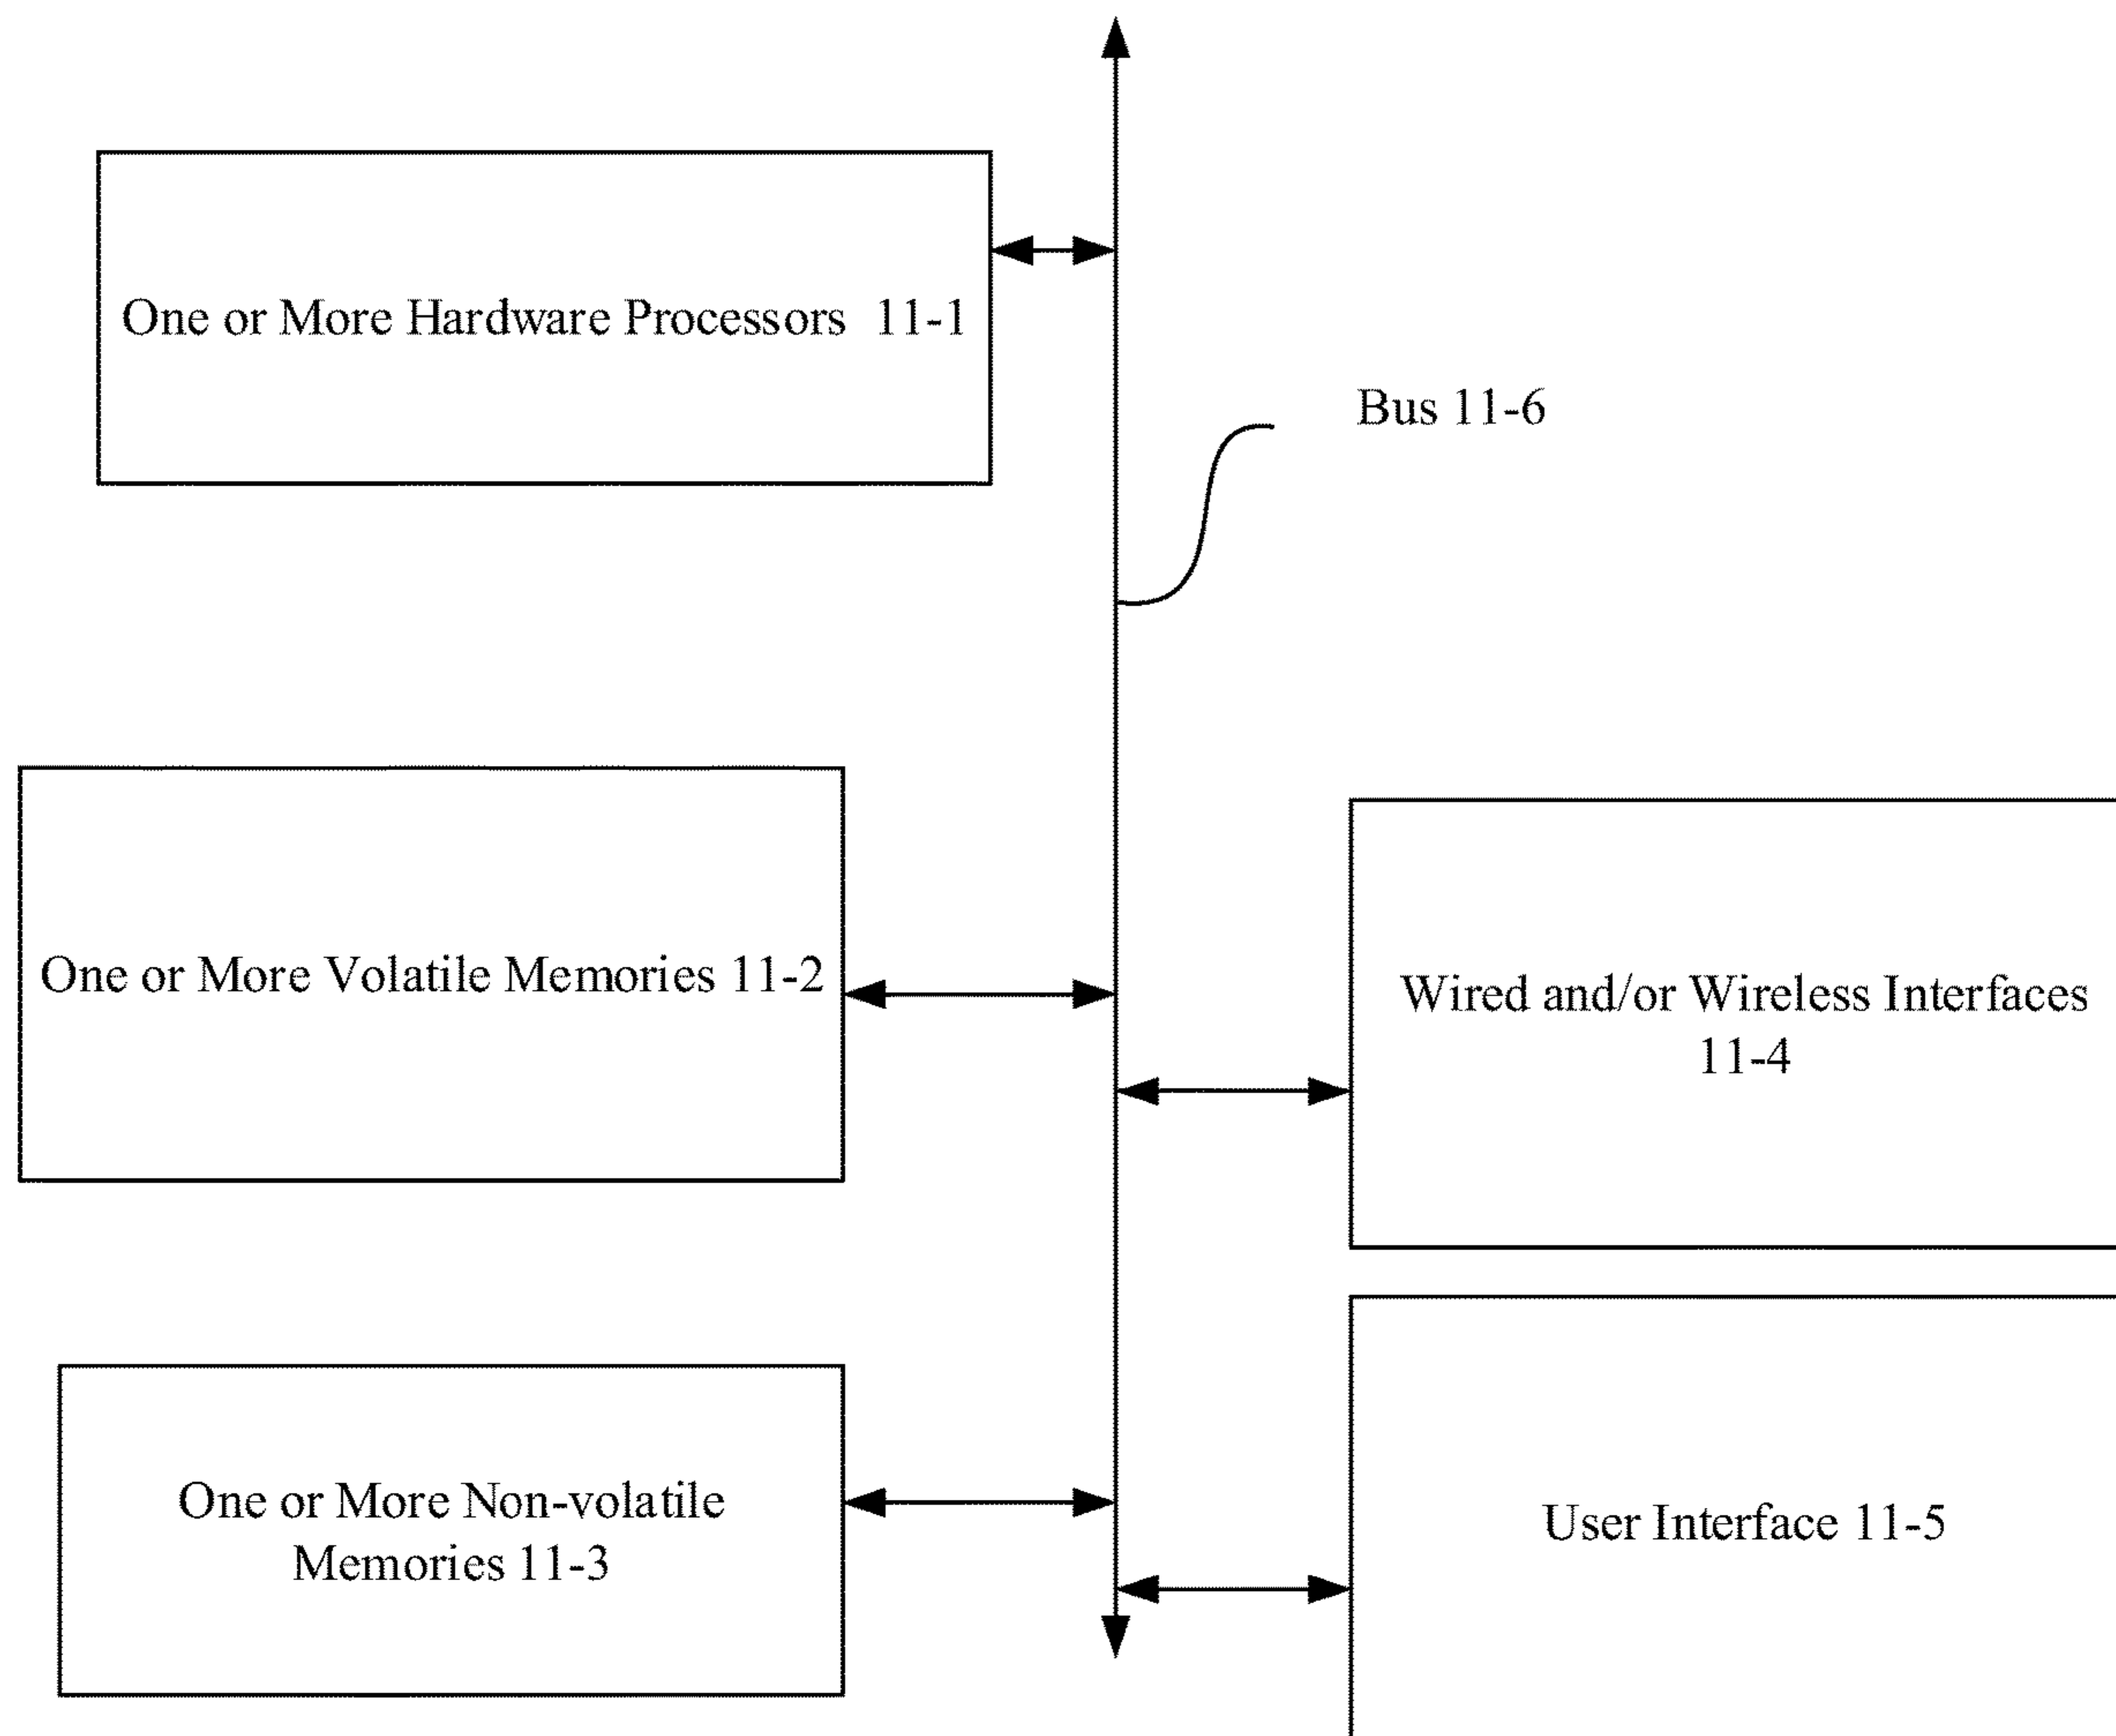 One or More Hardware Processors 11-1
Bus 11-6
One or More Volatile Memories 11-2
Wired and/or Wireless Interfaces
11-4
One or More Non-volatile
Memories 11-3
User Interface 11-5